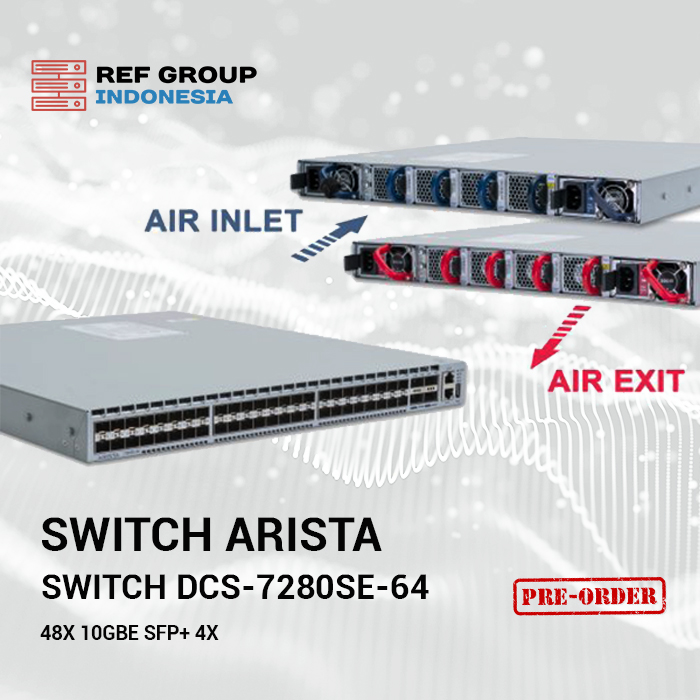 REF GROUP
INDONESIA
AIR INLET
AIR EXIT
SWITCH ARISTA
SWITCH DCS-7280SE-64
PRE-ORDER
48X 10GBE SFP+ 4X